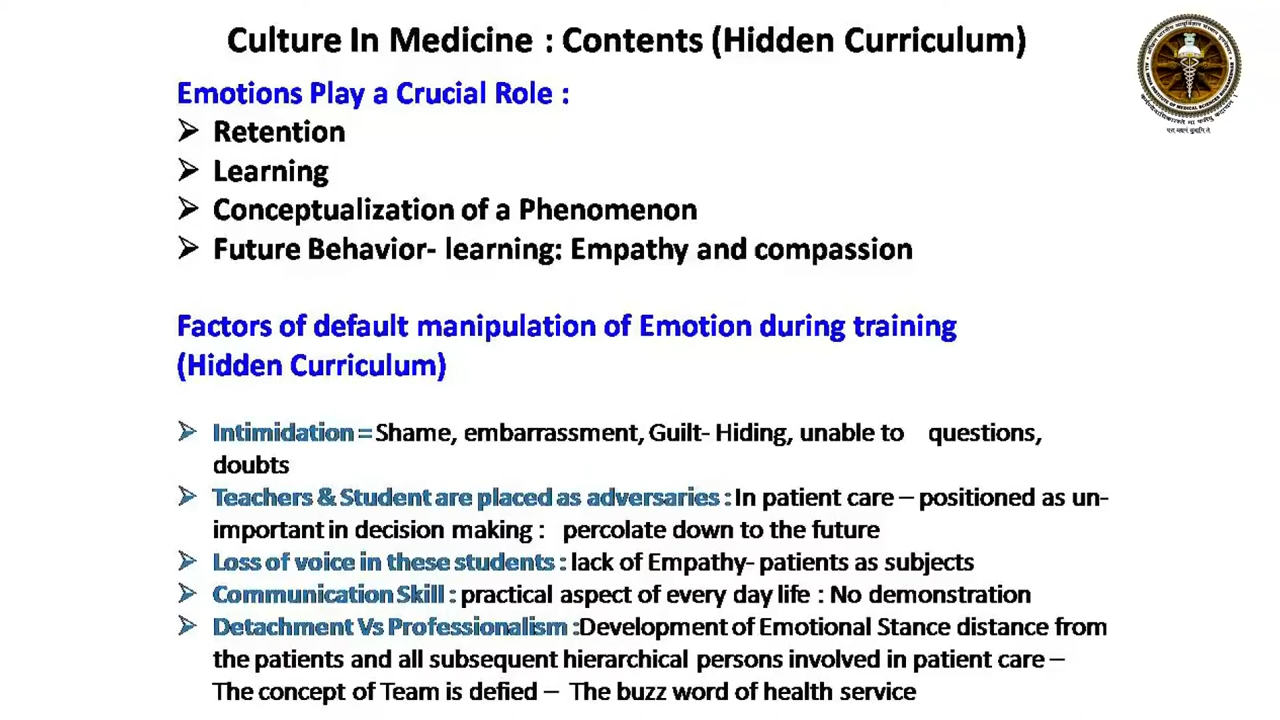 Culture In Medicine : Contents (Hidden Curriculum)
Emotions Play a Crucial Role :
Retention
Learning
Conceptualization of a Phenomenon
Future Behavior- learning: Empathy and compassion
Factors of default manipulation of Emotion during training
(Hidden Curriculum)
Intimidation = Shame, embarrassment, Guilt- Hiding, unable to questions,
doubts
Teachers & Student are placed as adversaries : In patient care – positioned as un-
important in decision making : percolate down to the future
Loss of voice in these students : lack of Empathy- patients as subjects
Communication Skill : practical aspect of every day life : No demonstration
Detachment Vs Professionalism :Development of Emotional Stance distance from
the patients and all subsequent hierarchical persons involved in patient care –
The concept of Team is defied – The buzz word of health service